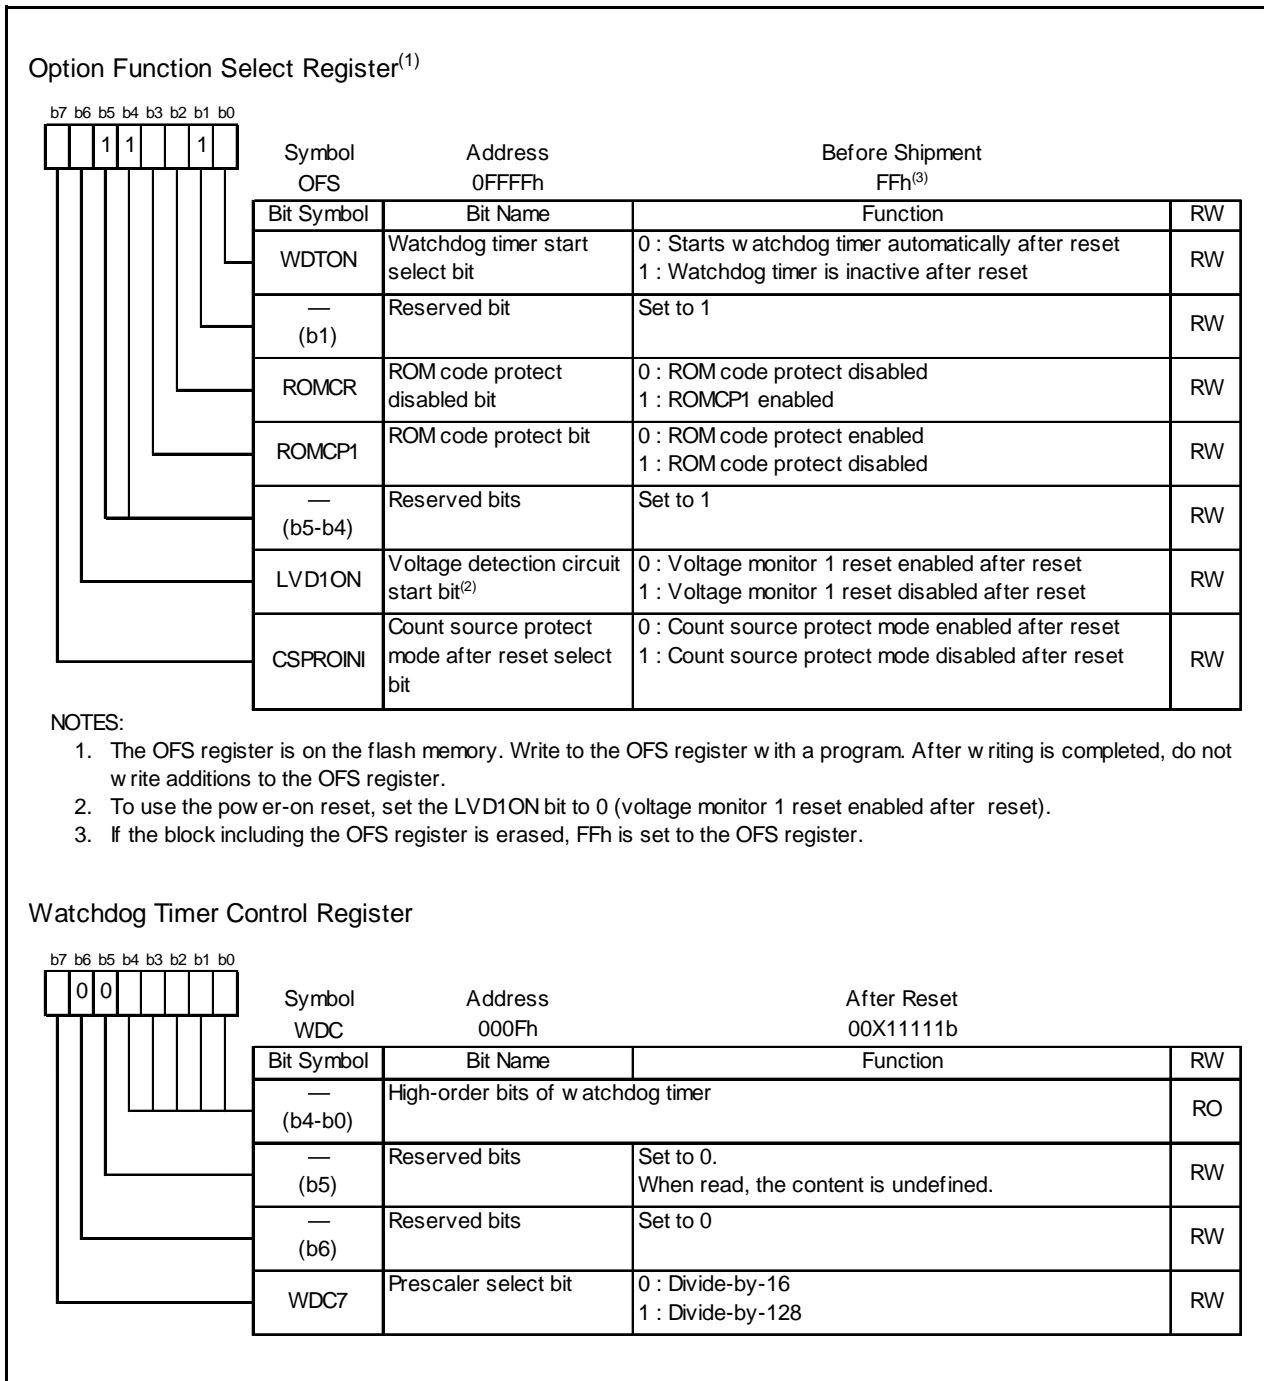 Option Function Select Register(1)
b7 b6 b5 b4 b3 b2 b1 b0
1 1 1
Symbol Address Before Shipment
OFS 0FFFFh FFh(3)
Bit Symbol Bit Name Function RW
WDTON Watchdog timer start select bit 0 : Starts watchdog timer automatically after reset
1 : Watchdog timer is inactive after reset RW
— (b1) Reserved bit Set to 1 RW
ROMCR ROM code protect disabled bit 0 : ROM code protect disabled
1 : ROMCP1 enabled RW
ROMCP1 ROM code protect bit 0 : ROM code protect enabled
1 : ROM code protect disabled RW
— (b5-b4) Reserved bits Set to 1 RW
LVD1ON Voltage detection circuit start bit(2) 0 : Voltage monitor 1 reset enabled after reset
1 : Voltage monitor 1 reset disabled after reset RW
CSPROINI Count source protect mode after reset select bit 0 : Count source protect mode enabled after reset
1 : Count source protect mode disabled after reset RW
NOTES:
1. The OFS register is on the flash memory. Write to the OFS register with a program. After writing is completed, do not
write additions to the OFS register.
2. To use the power-on reset, set the LVD1ON bit to 0 (voltage monitor 1 reset enabled after reset).
3. If the block including the OFS register is erased, FFh is set to the OFS register.
Watchdog Timer Control Register
b7 b6 b5 b4 b3 b2 b1 b0
0 0
Symbol Address After Reset
WDC 000Fh 00X11111b
Bit Symbol Bit Name Function RW
— (b4-b0) High-order bits of watchdog timer RO
— (b5) Reserved bits Set to 0.
When read, the content is undefined. RW
— (b6) Reserved bits Set to 0 RW
WDC7 Prescaler select bit 0 : Divide-by-16
1 : Divide-by-128 RW